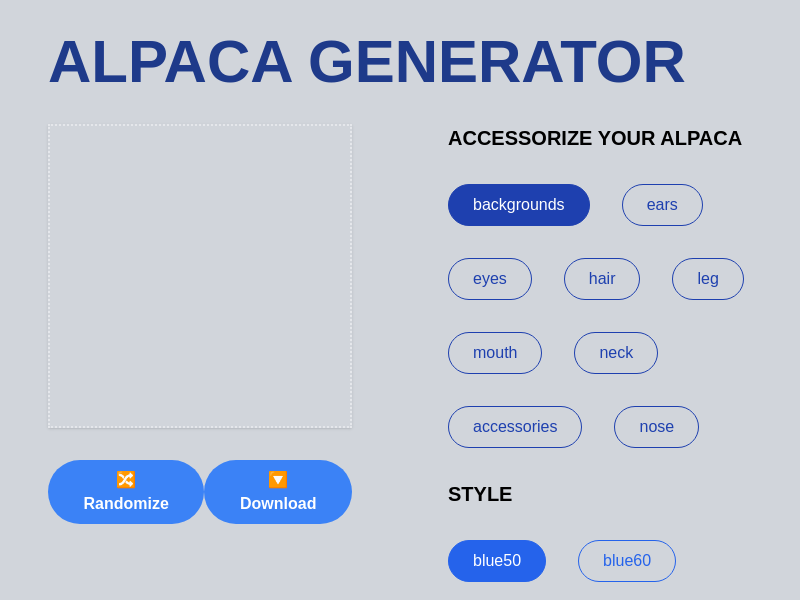 ALPACA GENERATOR
ACCESSORIZE YOUR ALPACA
backgrounds
ears
eyes
hair
leg
mouth
neck
accessories
nose
🔀
Randomize
🔽
Download
STYLE
blue50
blue60